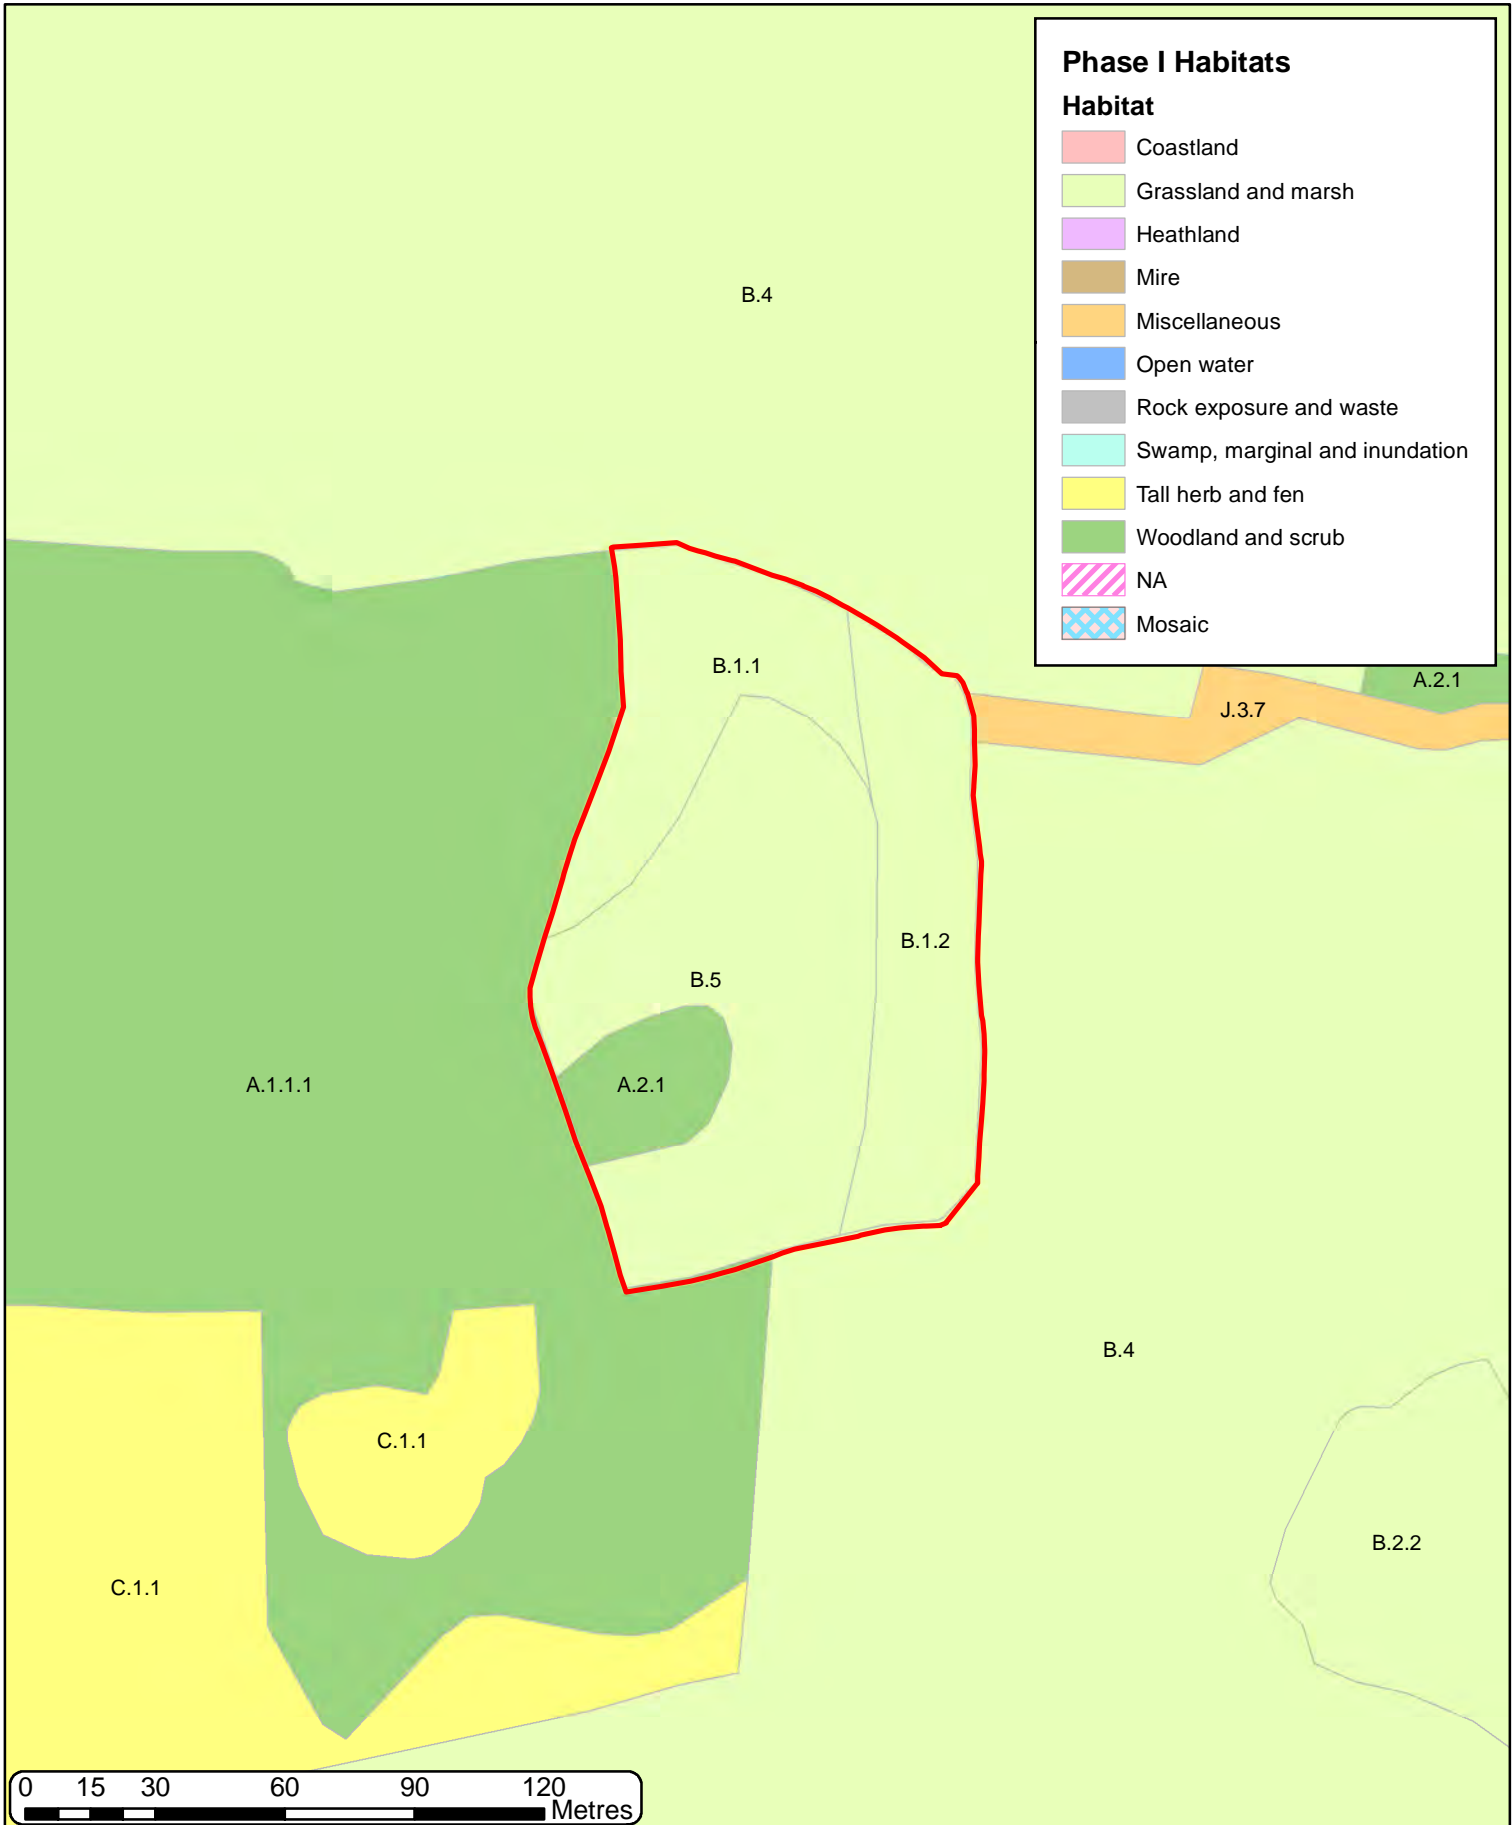 Phase I Habitats
Habitat
Coastland
Grassland and marsh
Heathland
Mire
Miscellaneous
Open water
Rock exposure and waste
Swamp, marginal and inundation
Tall herb and fen
Woodland and scrub
NA
Mosaic
B.4
B.1.1
A.2.1
J.3.7
B.1.2
B.5
A.1.1.1
A.2.1
B.4
C.1.1
B.2.2
C.1.1
0 15 30 60 90 120
Metres